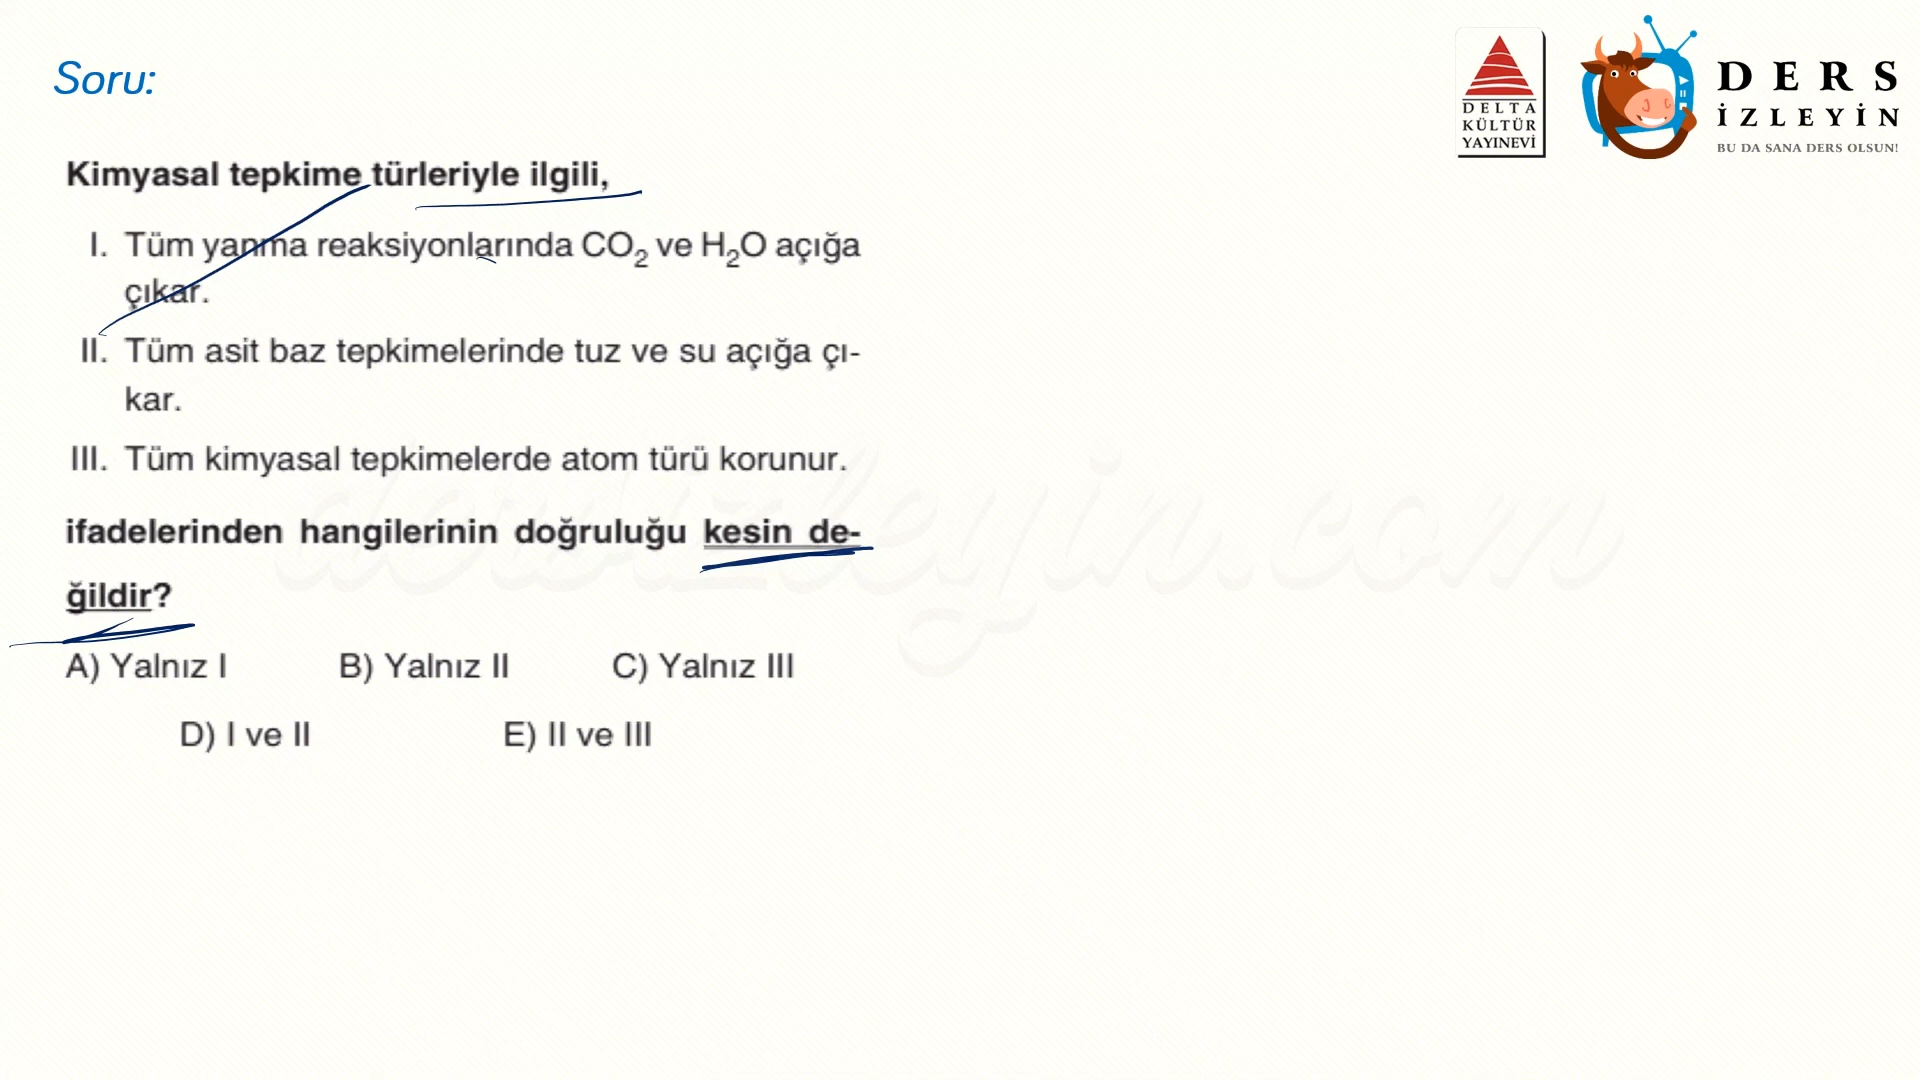 Soru:
DELTA
KÜLTÜR
YAYINEVİ
DERS
İZLEYİN
BU DA SANA DERS OLSUN!
Kimyasal tepkime türleriyle ilgili,
I. Tüm yanma reaksiyonlarında CO₂ ve H₂O açığa
çıkar.
II. Tüm asit baz tepkimelerinde tuz ve su açığa çı-
kar.
III. Tüm kimyasal tepkimelerde atom türü korunur.
ifadelerinden hangilerinin doğruluğu kesin de-
ğildir?
A) Yalnız I B) Yalnız II C) Yalnız III
D) I ve II E) II ve III
dersizleyin.com